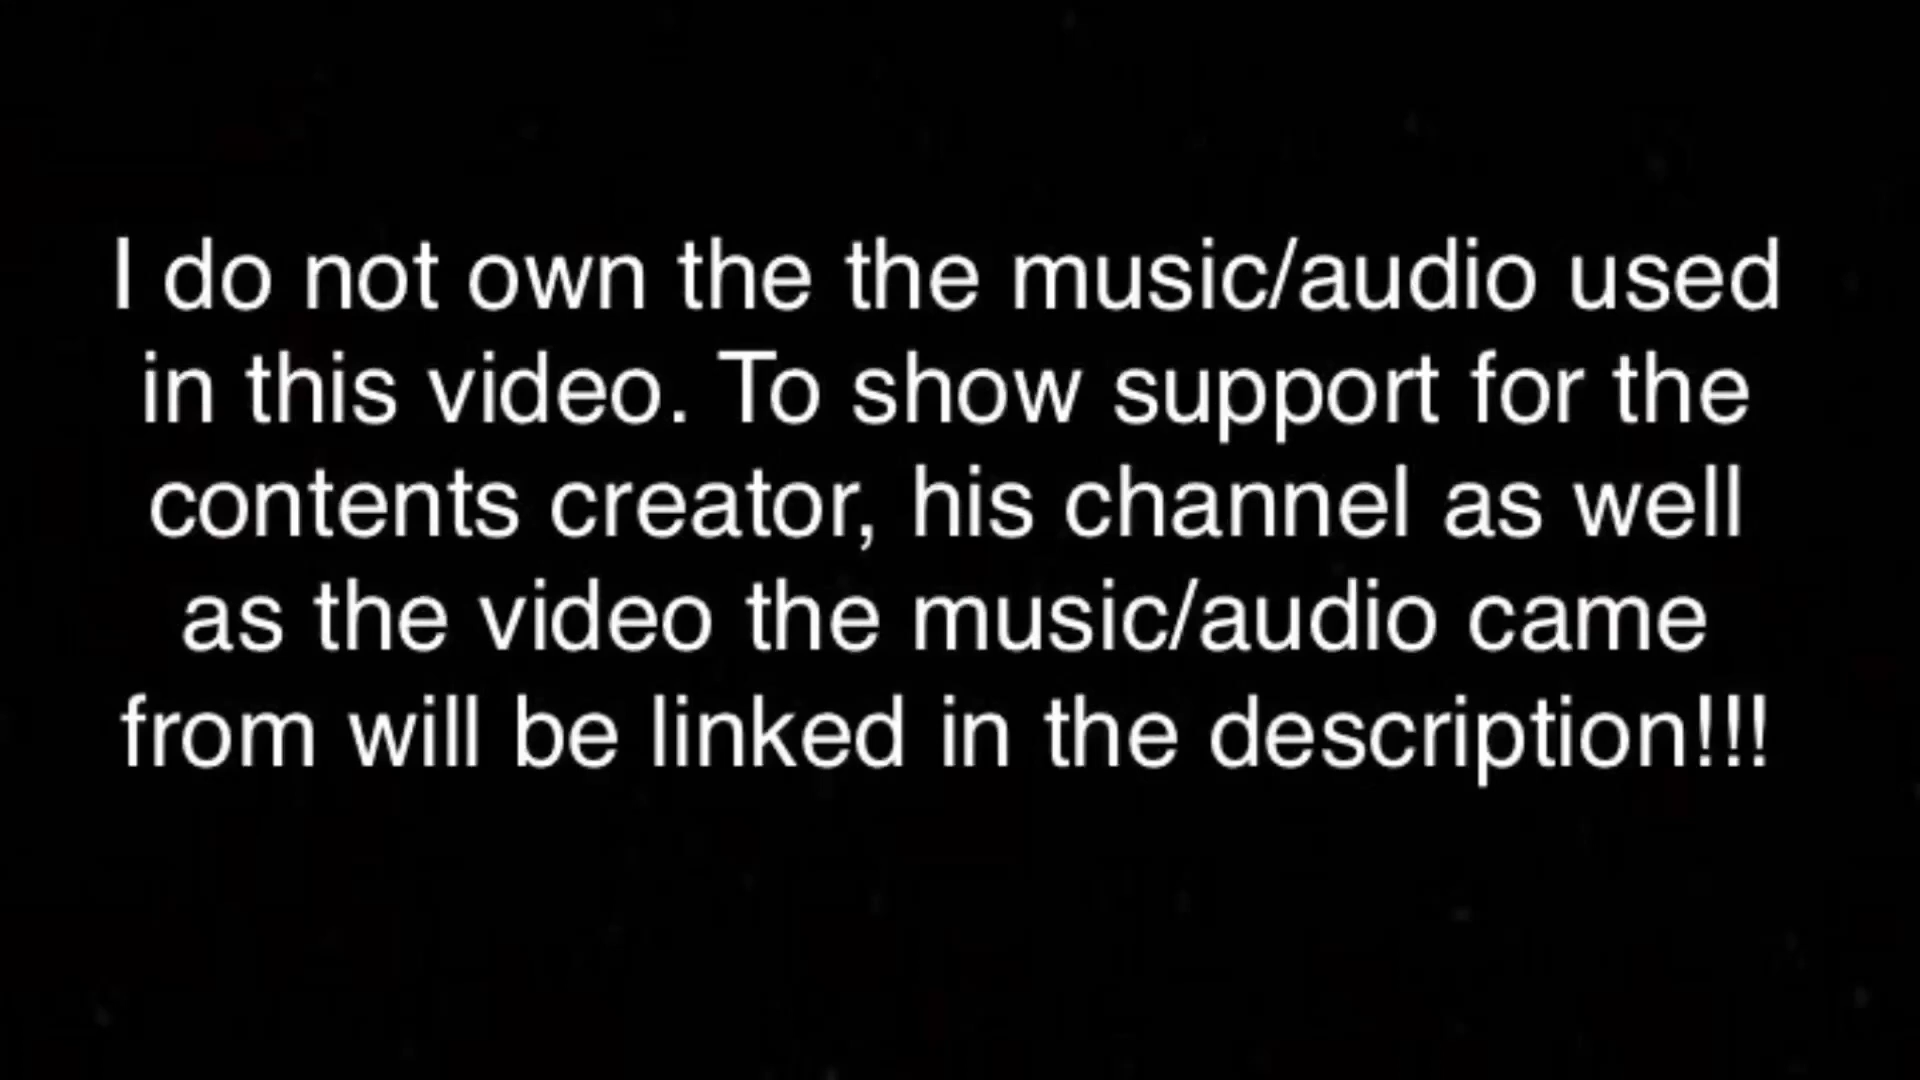 I do not own the the music/audio used
in this video. To show support for the
contents creator, his channel as well
as the video the music/audio came
from will be linked in the description!!!